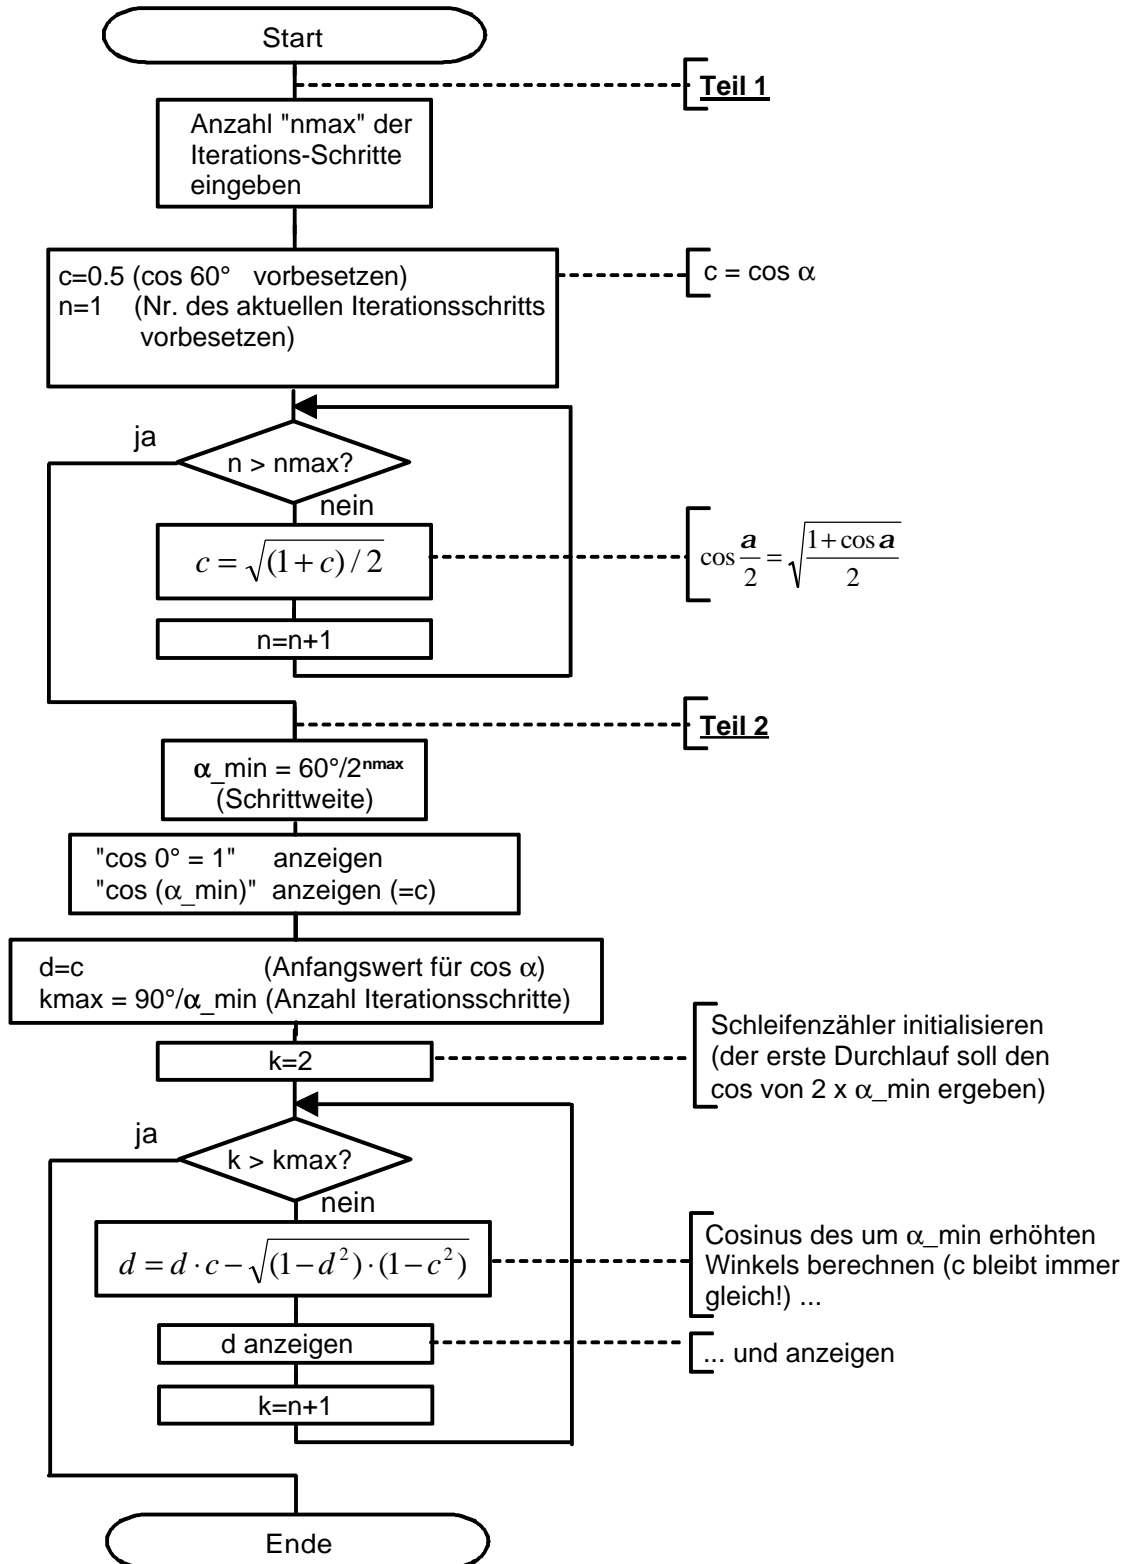 Start
Teil 1
Anzahl "nmax" der
Iterations-Schritte
eingeben
c=0.5 (cos 60° vorbesetzen)
n=1 (Nr. des aktuellen Iterationsschritts
vorbesetzen)
c = cos α
ja
n > nmax?
nein
c = √((1+c)/2)
cos a/2 = √((1+cos a)/2)
n=n+1
Teil 2
α_min = 60°/2^nmax
(Schrittweite)
"cos 0° = 1" anzeigen
"cos (α_min)" anzeigen (=c)
d=c (Anfangswert für cos α)
kmax = 90°/α_min (Anzahl Iterationsschritte)
k=2
Schleifenzähler initialisieren
(der erste Durchlauf soll den
cos von 2 x α_min ergeben)
ja
k > kmax?
nein
d = d · c − √((1−d²)·(1−c²))
Cosinus des um α_min erhöhten
Winkels berechnen (c bleibt immer
gleich!) ...
d anzeigen
... und anzeigen
k=n+1
Ende